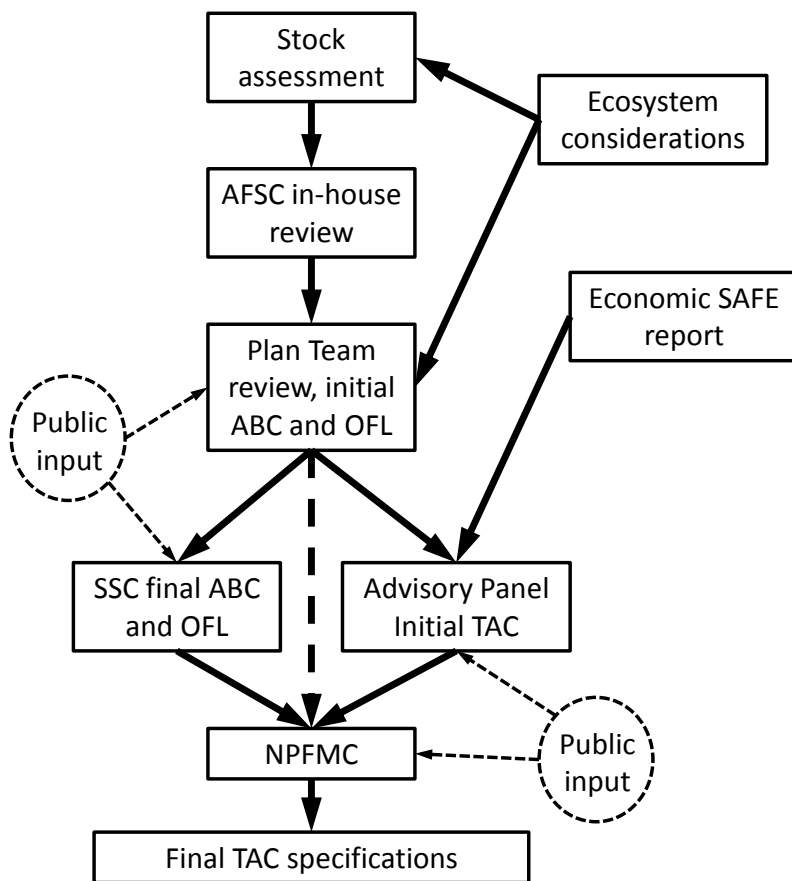 Stock
assessment
Ecosystem
considerations
AFSC in-house
review
Economic SAFE
report
Plan Team
review, initial
ABC and OFL
Public
input
SSC final ABC
and OFL
Advisory Panel
Initial TAC
NPFMC
Public
input
Final TAC specifications